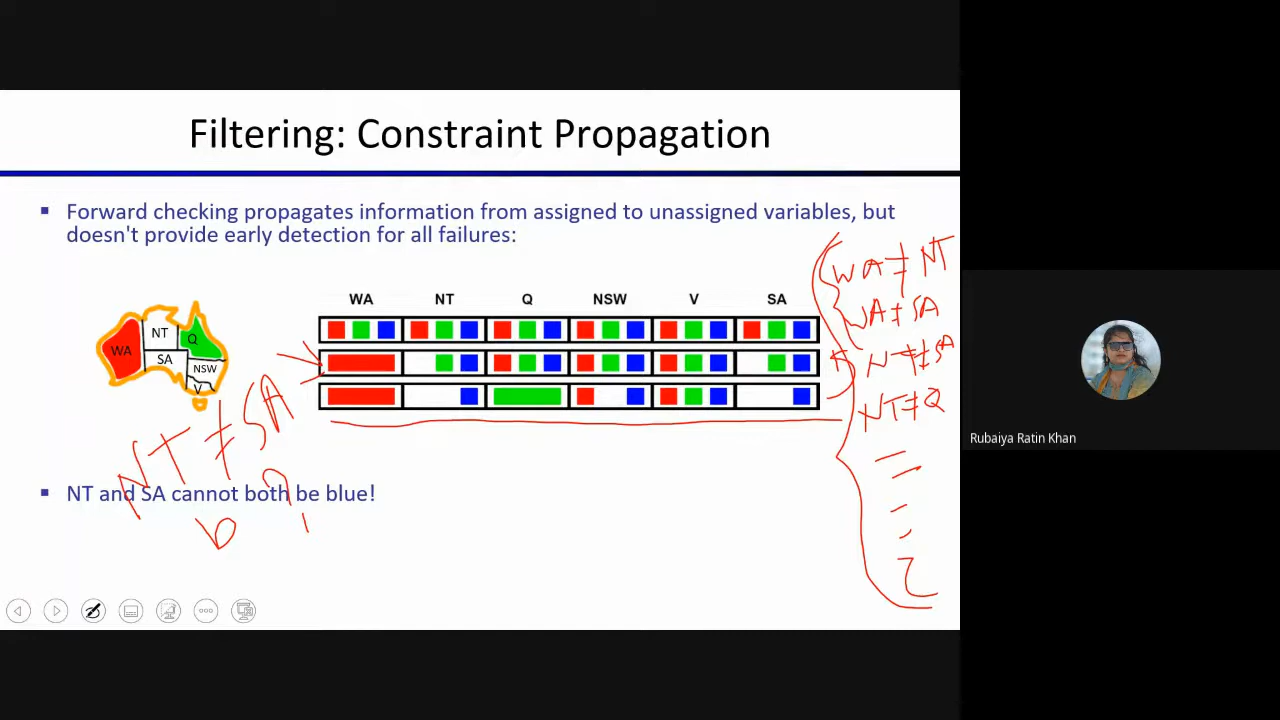 Filtering: Constraint Propagation
▪ Forward checking propagates information from assigned to unassigned variables, but
doesn't provide early detection for all failures:
WA NT Q NSW V SA
WA
NT
Q
SA
NSW
V
WA ≠ NT
WA ≠ SA
NT ≠ SA
NT ≠ Q
NT ≠ SA
▪ NT and SA cannot both be blue!
Rubaiya Ratin Khan